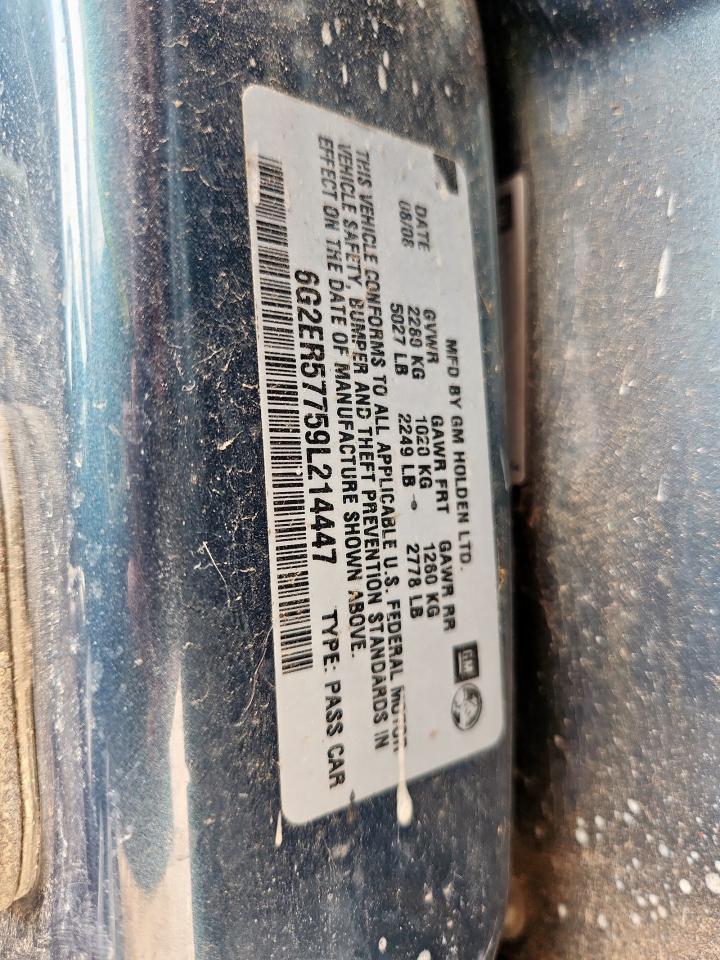 MFD BY GM HOLDEN LTD.
DATE GVWR GAWR FRT GAWR RR
08/08 2280 KG 1020 KG 1260 KG
5027 LB 2249 LB 2778 LB
THIS VEHICLE CONFORMS TO ALL APPLICABLE U.S. FEDERAL MOTOR
VEHICLE SAFETY, BUMPER AND THEFT PREVENTION STANDARDS IN
EFFECT ON THE DATE OF MANUFACTURE SHOWN ABOVE.
6G2ER57759L214447 TYPE: PASS CAR
GM